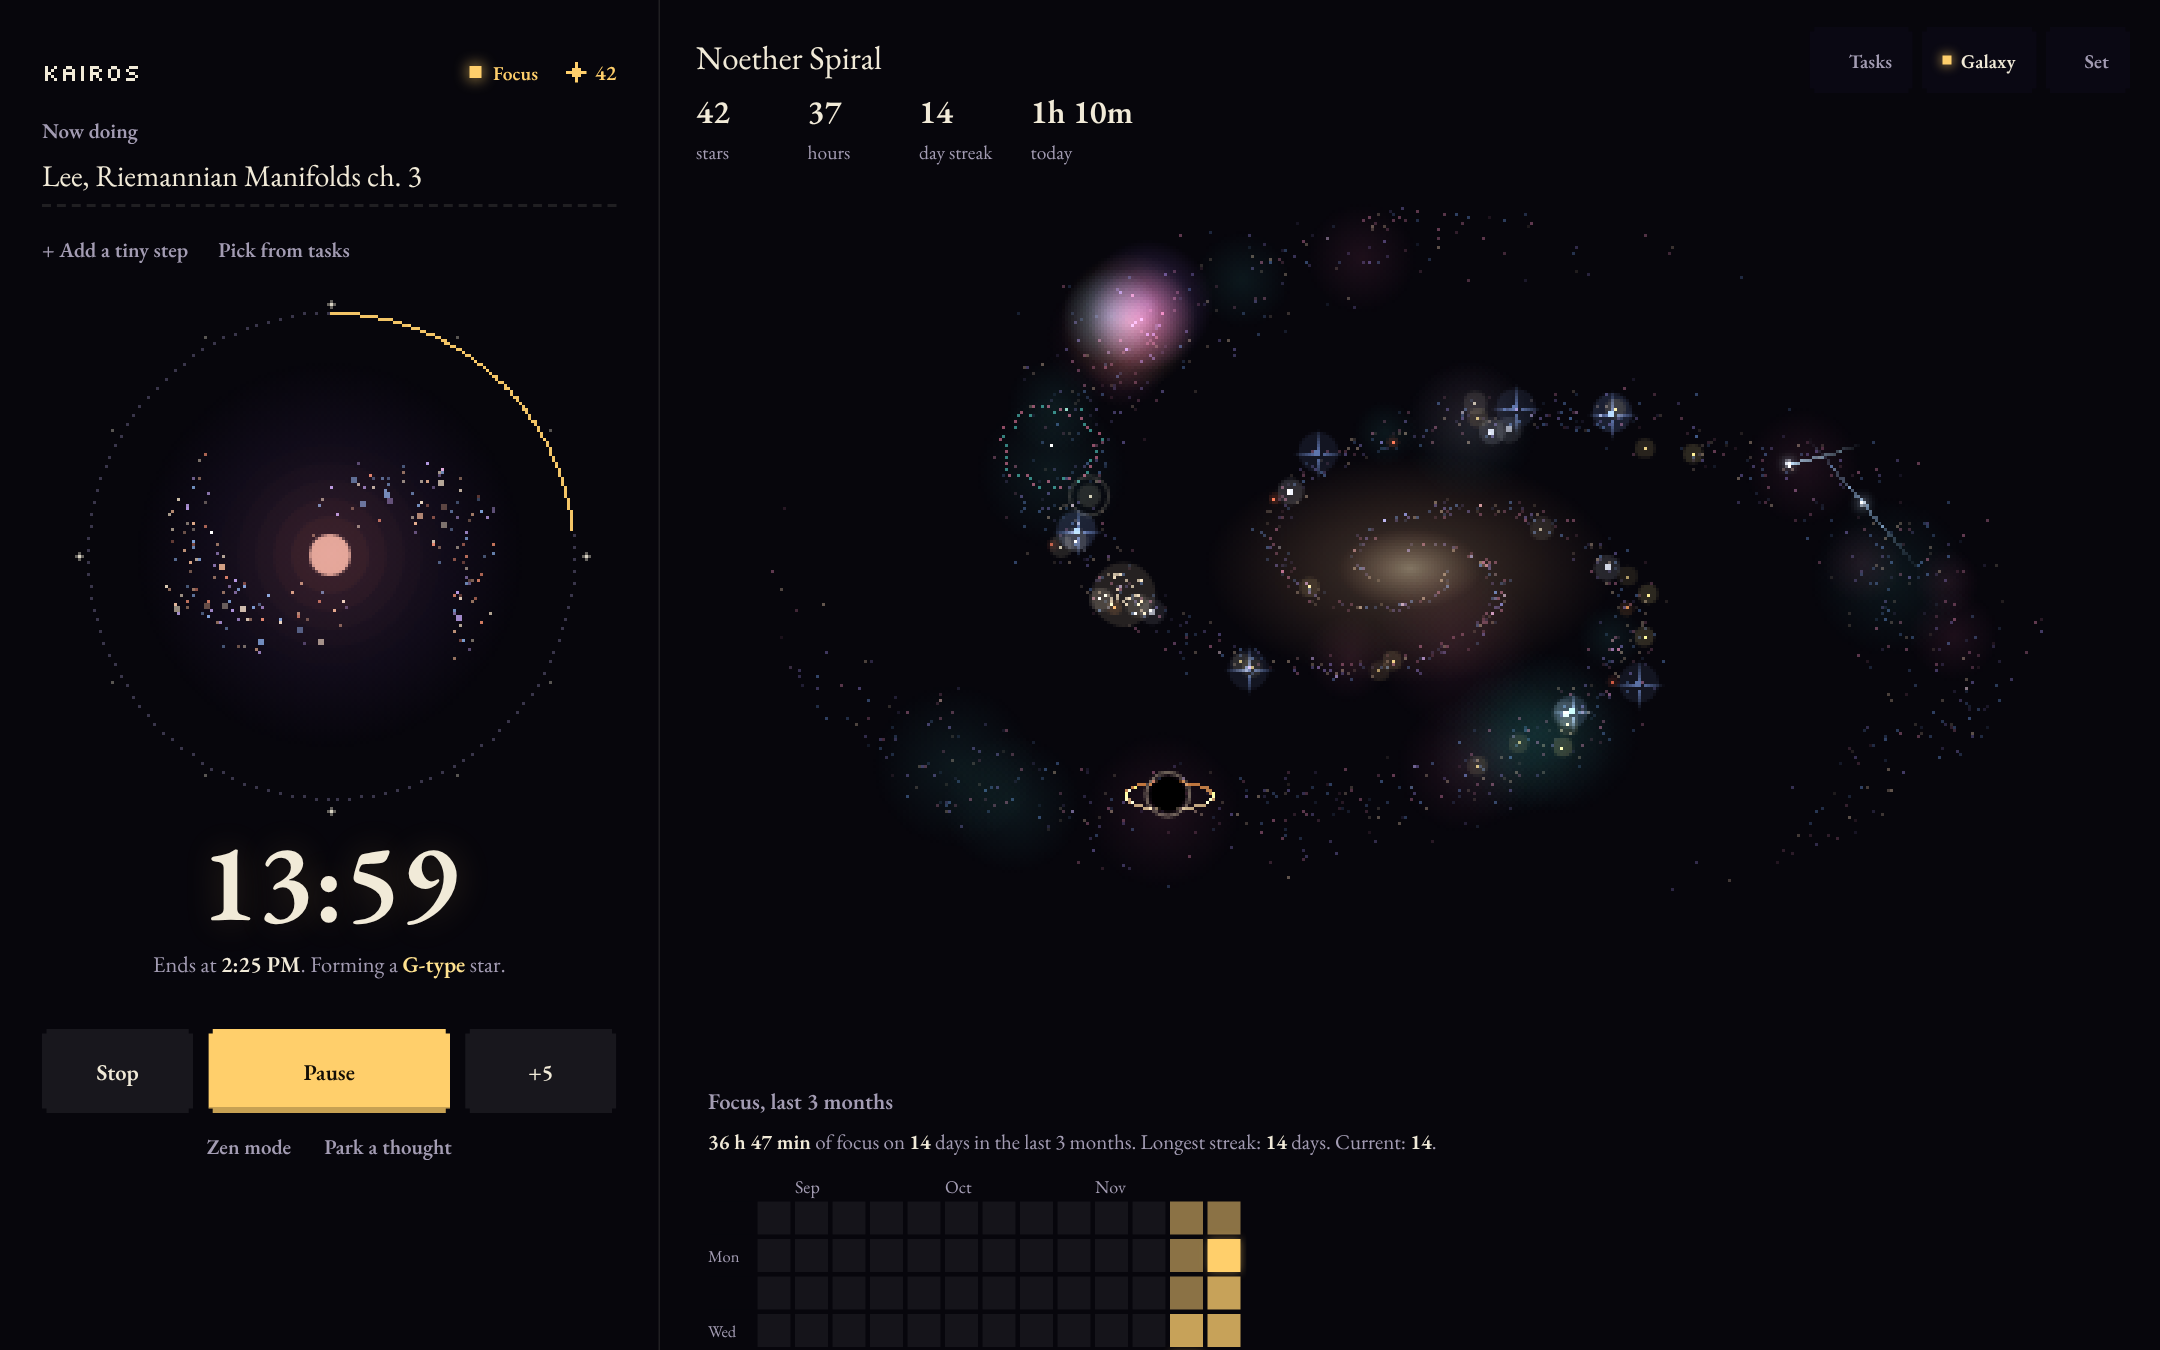 KAIROS
Focus
42
Now doing
Lee, Riemannian Manifolds ch. 3
+ Add a tiny step Pick from tasks
13:59
Ends at 2:25 PM. Forming a G-type star.
Stop
Pause
+5
Zen mode Park a thought
Noether Spiral
42 37 14 1h 10m
stars hours day streak today
Tasks
Galaxy
Set
Focus, last 3 months
36 h 47 min of focus on 14 days in the last 3 months. Longest streak: 14 days. Current: 14.
Sep Oct Nov
Mon
Wed